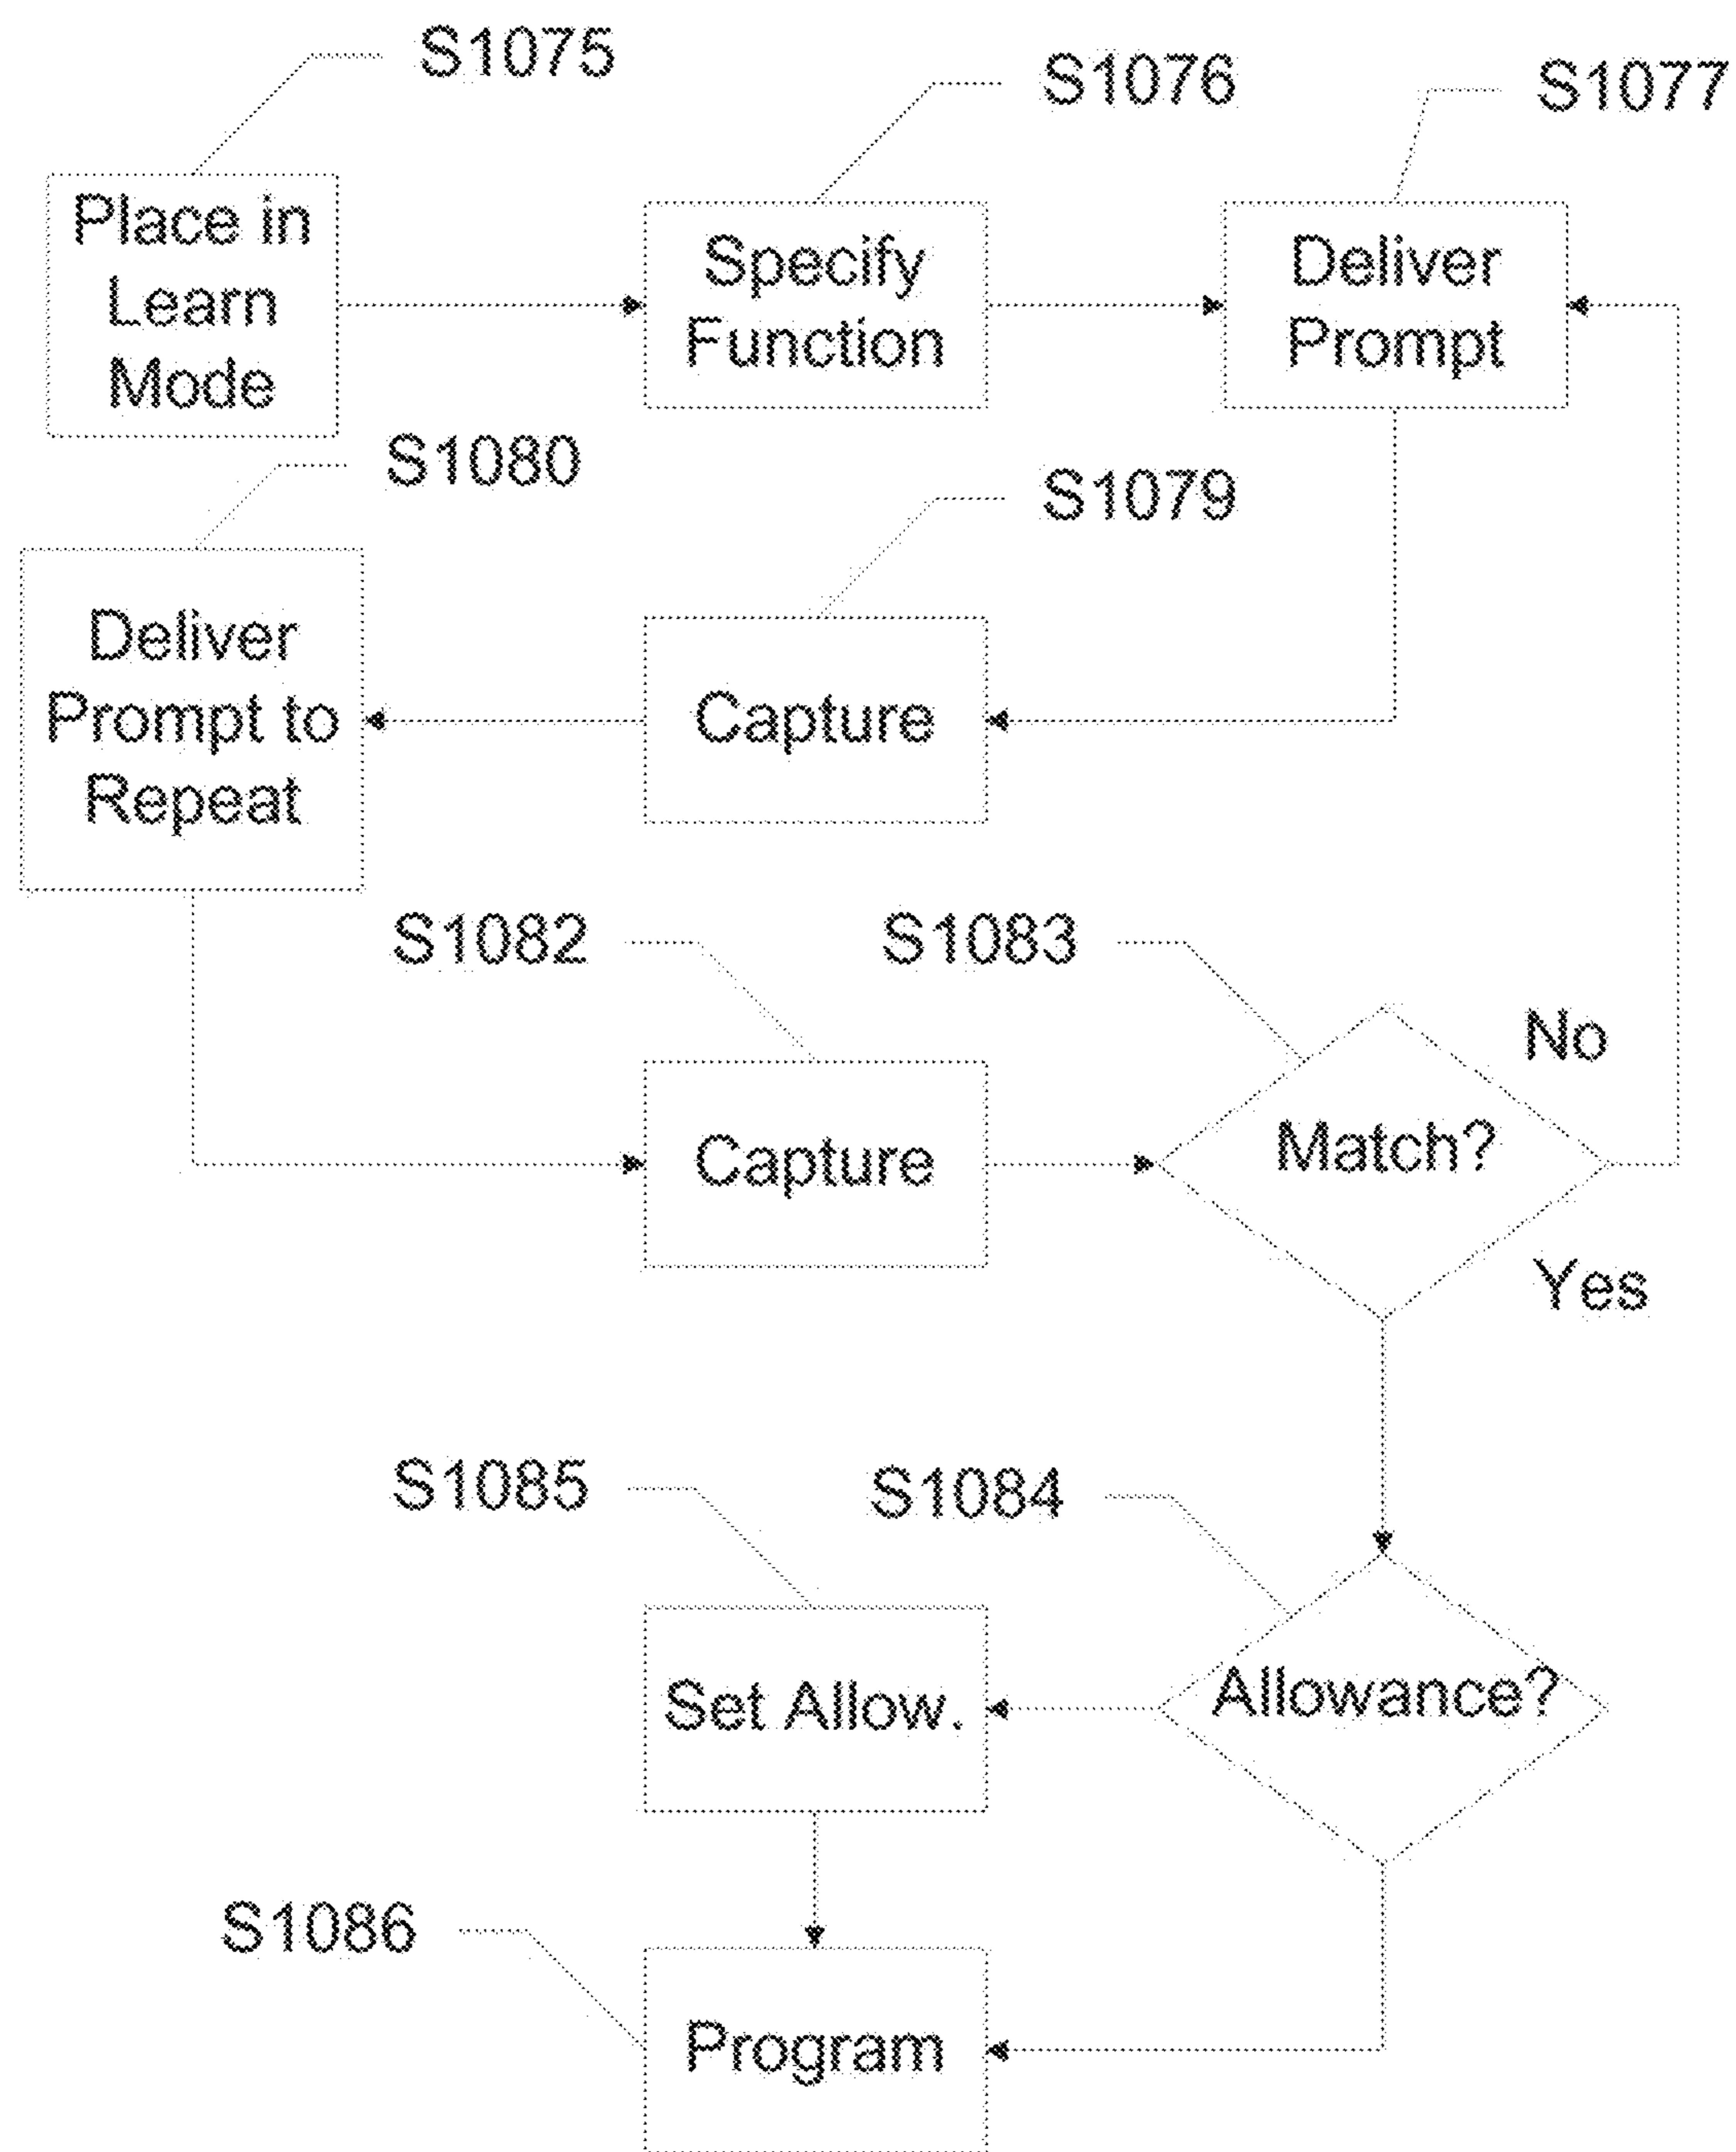 S1075
S1076
S1077
Place in
Learn
Mode
Specify
Function
Deliver
Prompt
S1080
S1079
Deliver
Prompt to
Repeat
Capture
S1082
S1083
No
Capture
Match?
Yes
S1085
S1084
Set Allow.
Allowance?
S1086
Program